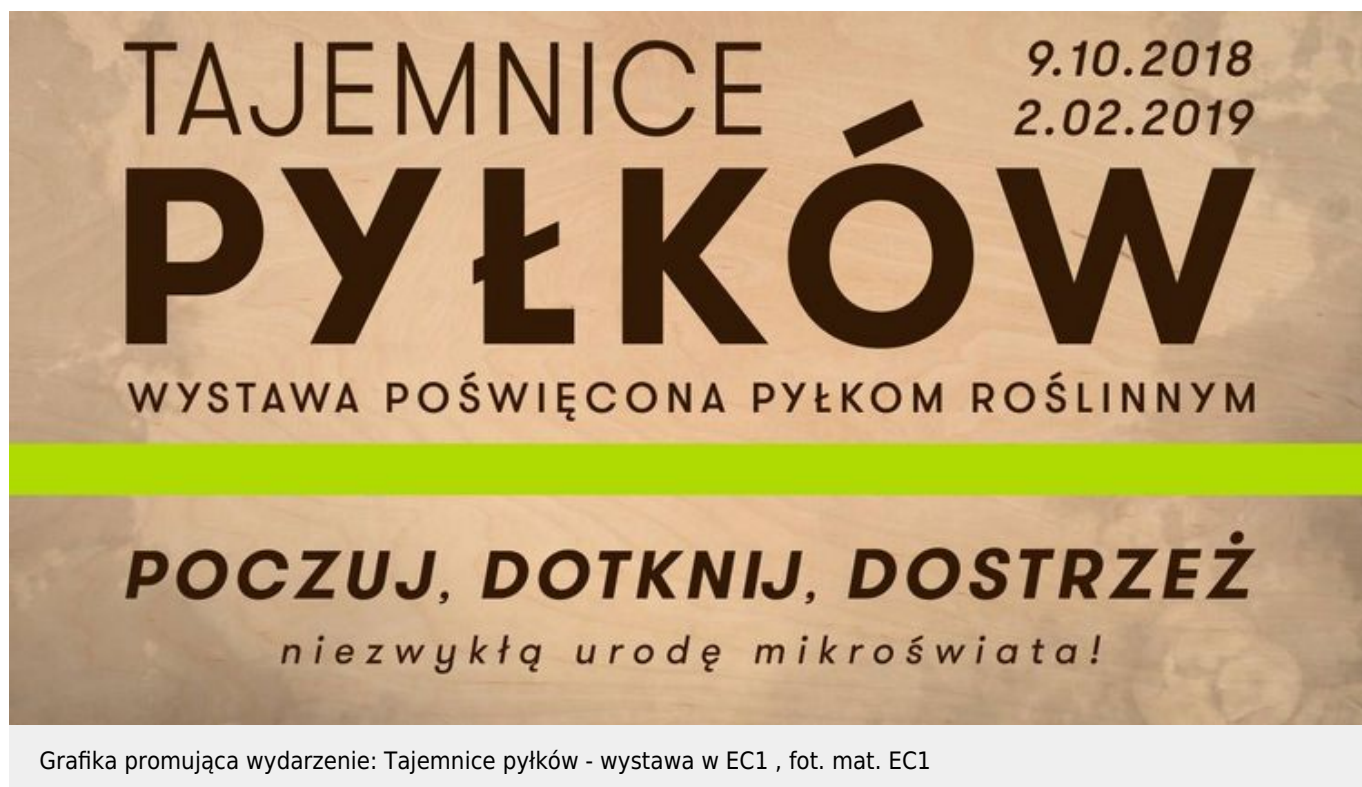 TAJEMNICE
9.10.2018
2.02.2019
PYŁKÓW
WYSTAWA POŚWIĘCONA PYŁKOM ROŚLINNYM
POCZUJ, DOTKNIJ, DOSTRZEŻ
niezwykłą urodę mikroświata!
Grafika promująca wydarzenie: Tajemnice pyłków - wystawa w EC1 , fot. mat. EC1